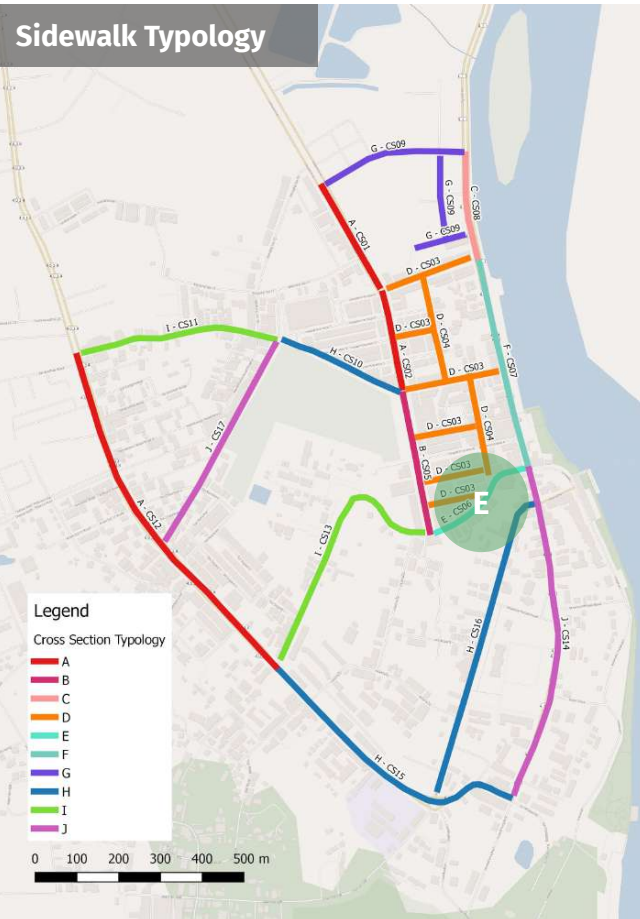 Sidewalk Typology
G - CS09
G - CS09
C - CS08
A - CS01
G - CS09
D - CS03
I - CS11
D - CS03
D - CS04
H - CS10
A - CS02
D - CS03
F - CS07
J - CS17
D - CS03
D - CS04
B - CS05
D - CS03
D - CS03
E
E - CS06
A - CS12
I - CS13
H - CS16
J - CS14
H - CS15
Legend
Cross Section Typology
A
B
C
D
E
F
G
H
I
J
0 100 200 300 400 500 m